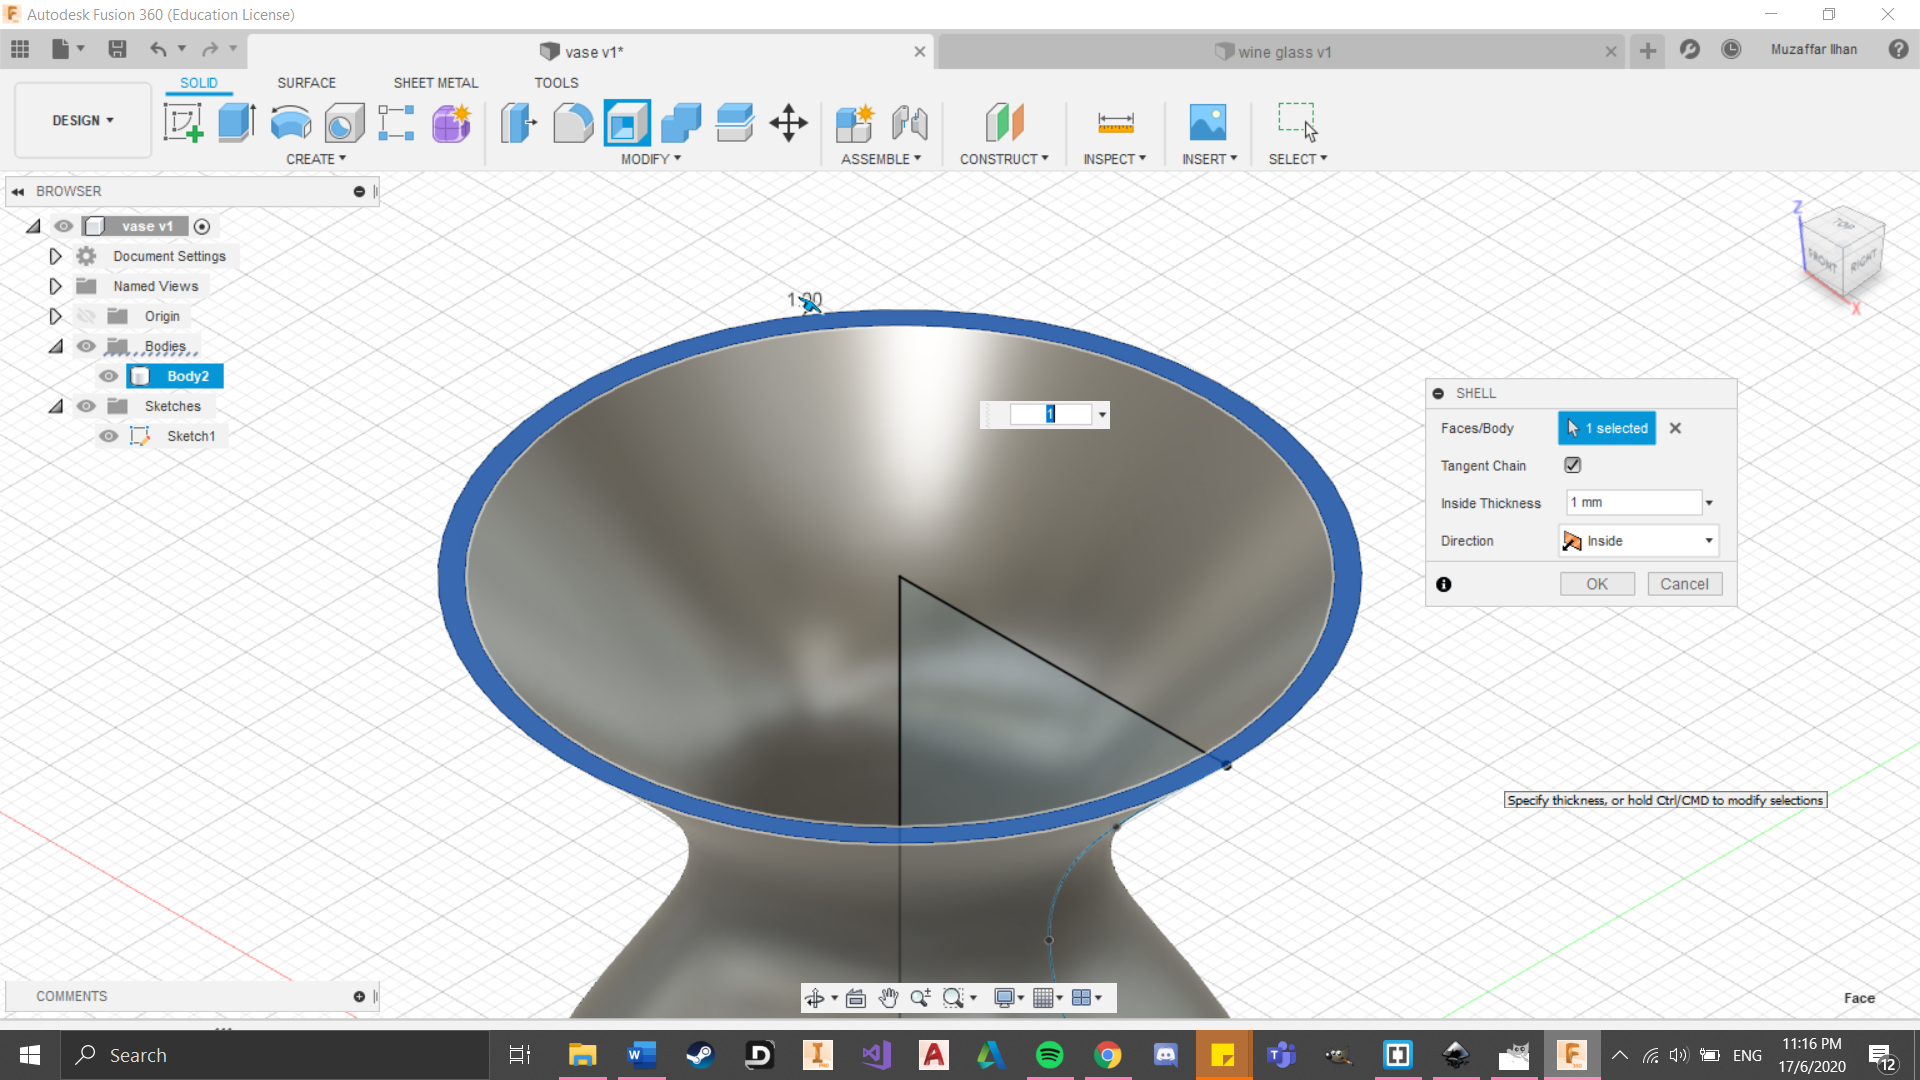 Autodesk Fusion 360 (Education License)
vase v1*
wine glass v1
Muzaffar Ilhan
DESIGN
SOLID
SURFACE
SHEET METAL
TOOLS
CREATE
MODIFY
ASSEMBLE
CONSTRUCT
INSPECT
INSERT
SELECT
BROWSER
vase v1
Document Settings
Named Views
Origin
Bodies
Body2
Sketches
Sketch1
TOP
FRONT
RIGHT
Z
X
1.00
1
SHELL
Faces/Body
1 selected
Tangent Chain
Inside Thickness
1 mm
Direction
Inside
OK
Cancel
Specify thickness, or hold Ctrl/CMD to modify selections
COMMENTS
Face
Search
ENG
11:16 PM
17/6/2020
12